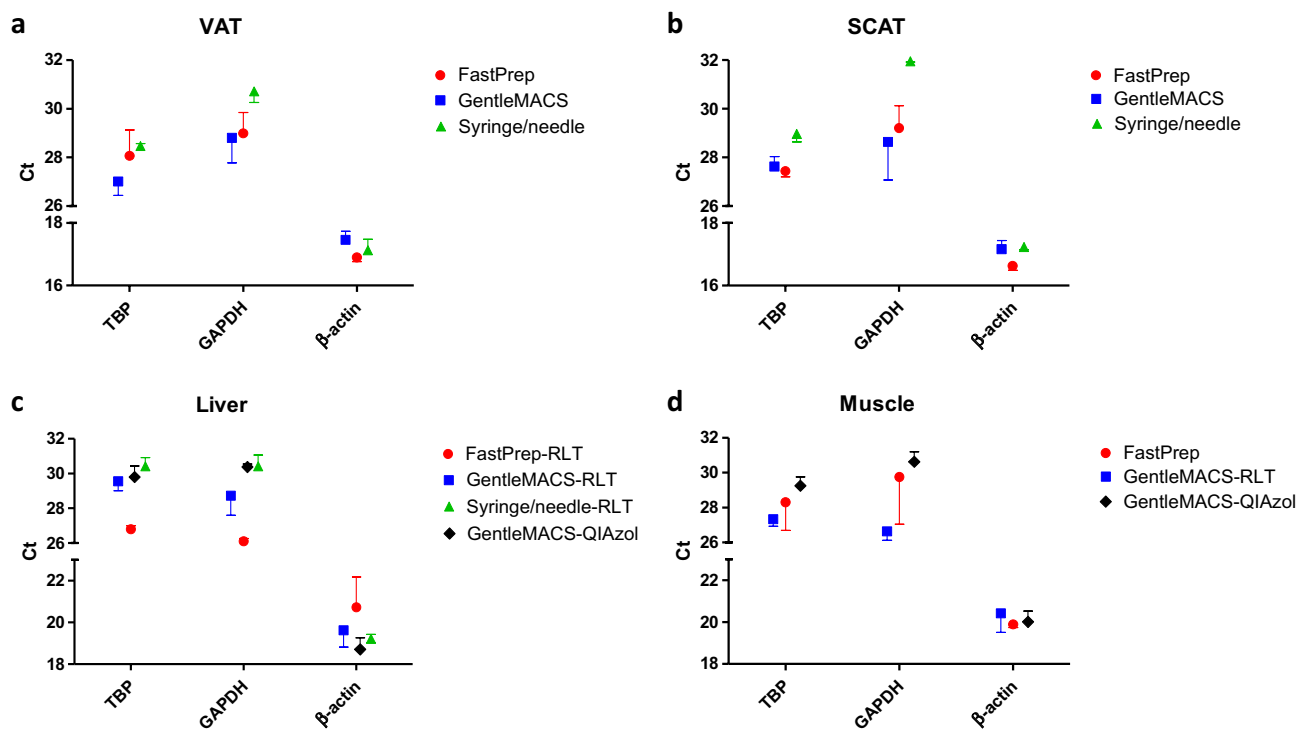 a
VAT
32
30
28
26
18
16
Ct
TBP
GAPDH
β-actin
FastPrep
GentleMACS
Syringe/needle
b
SCAT
32
30
28
26
18
16
Ct
TBP
GAPDH
β-actin
FastPrep
GentleMACS
Syringe/needle
c
Liver
32
30
28
26
22
20
18
Ct
TBP
GAPDH
β-actin
FastPrep-RLT
GentleMACS-RLT
Syringe/needle-RLT
GentleMACS-QIAzol
d
Muscle
32
30
28
26
22
20
18
Ct
TBP
GAPDH
β-actin
FastPrep
GentleMACS-RLT
GentleMACS-QIAzol